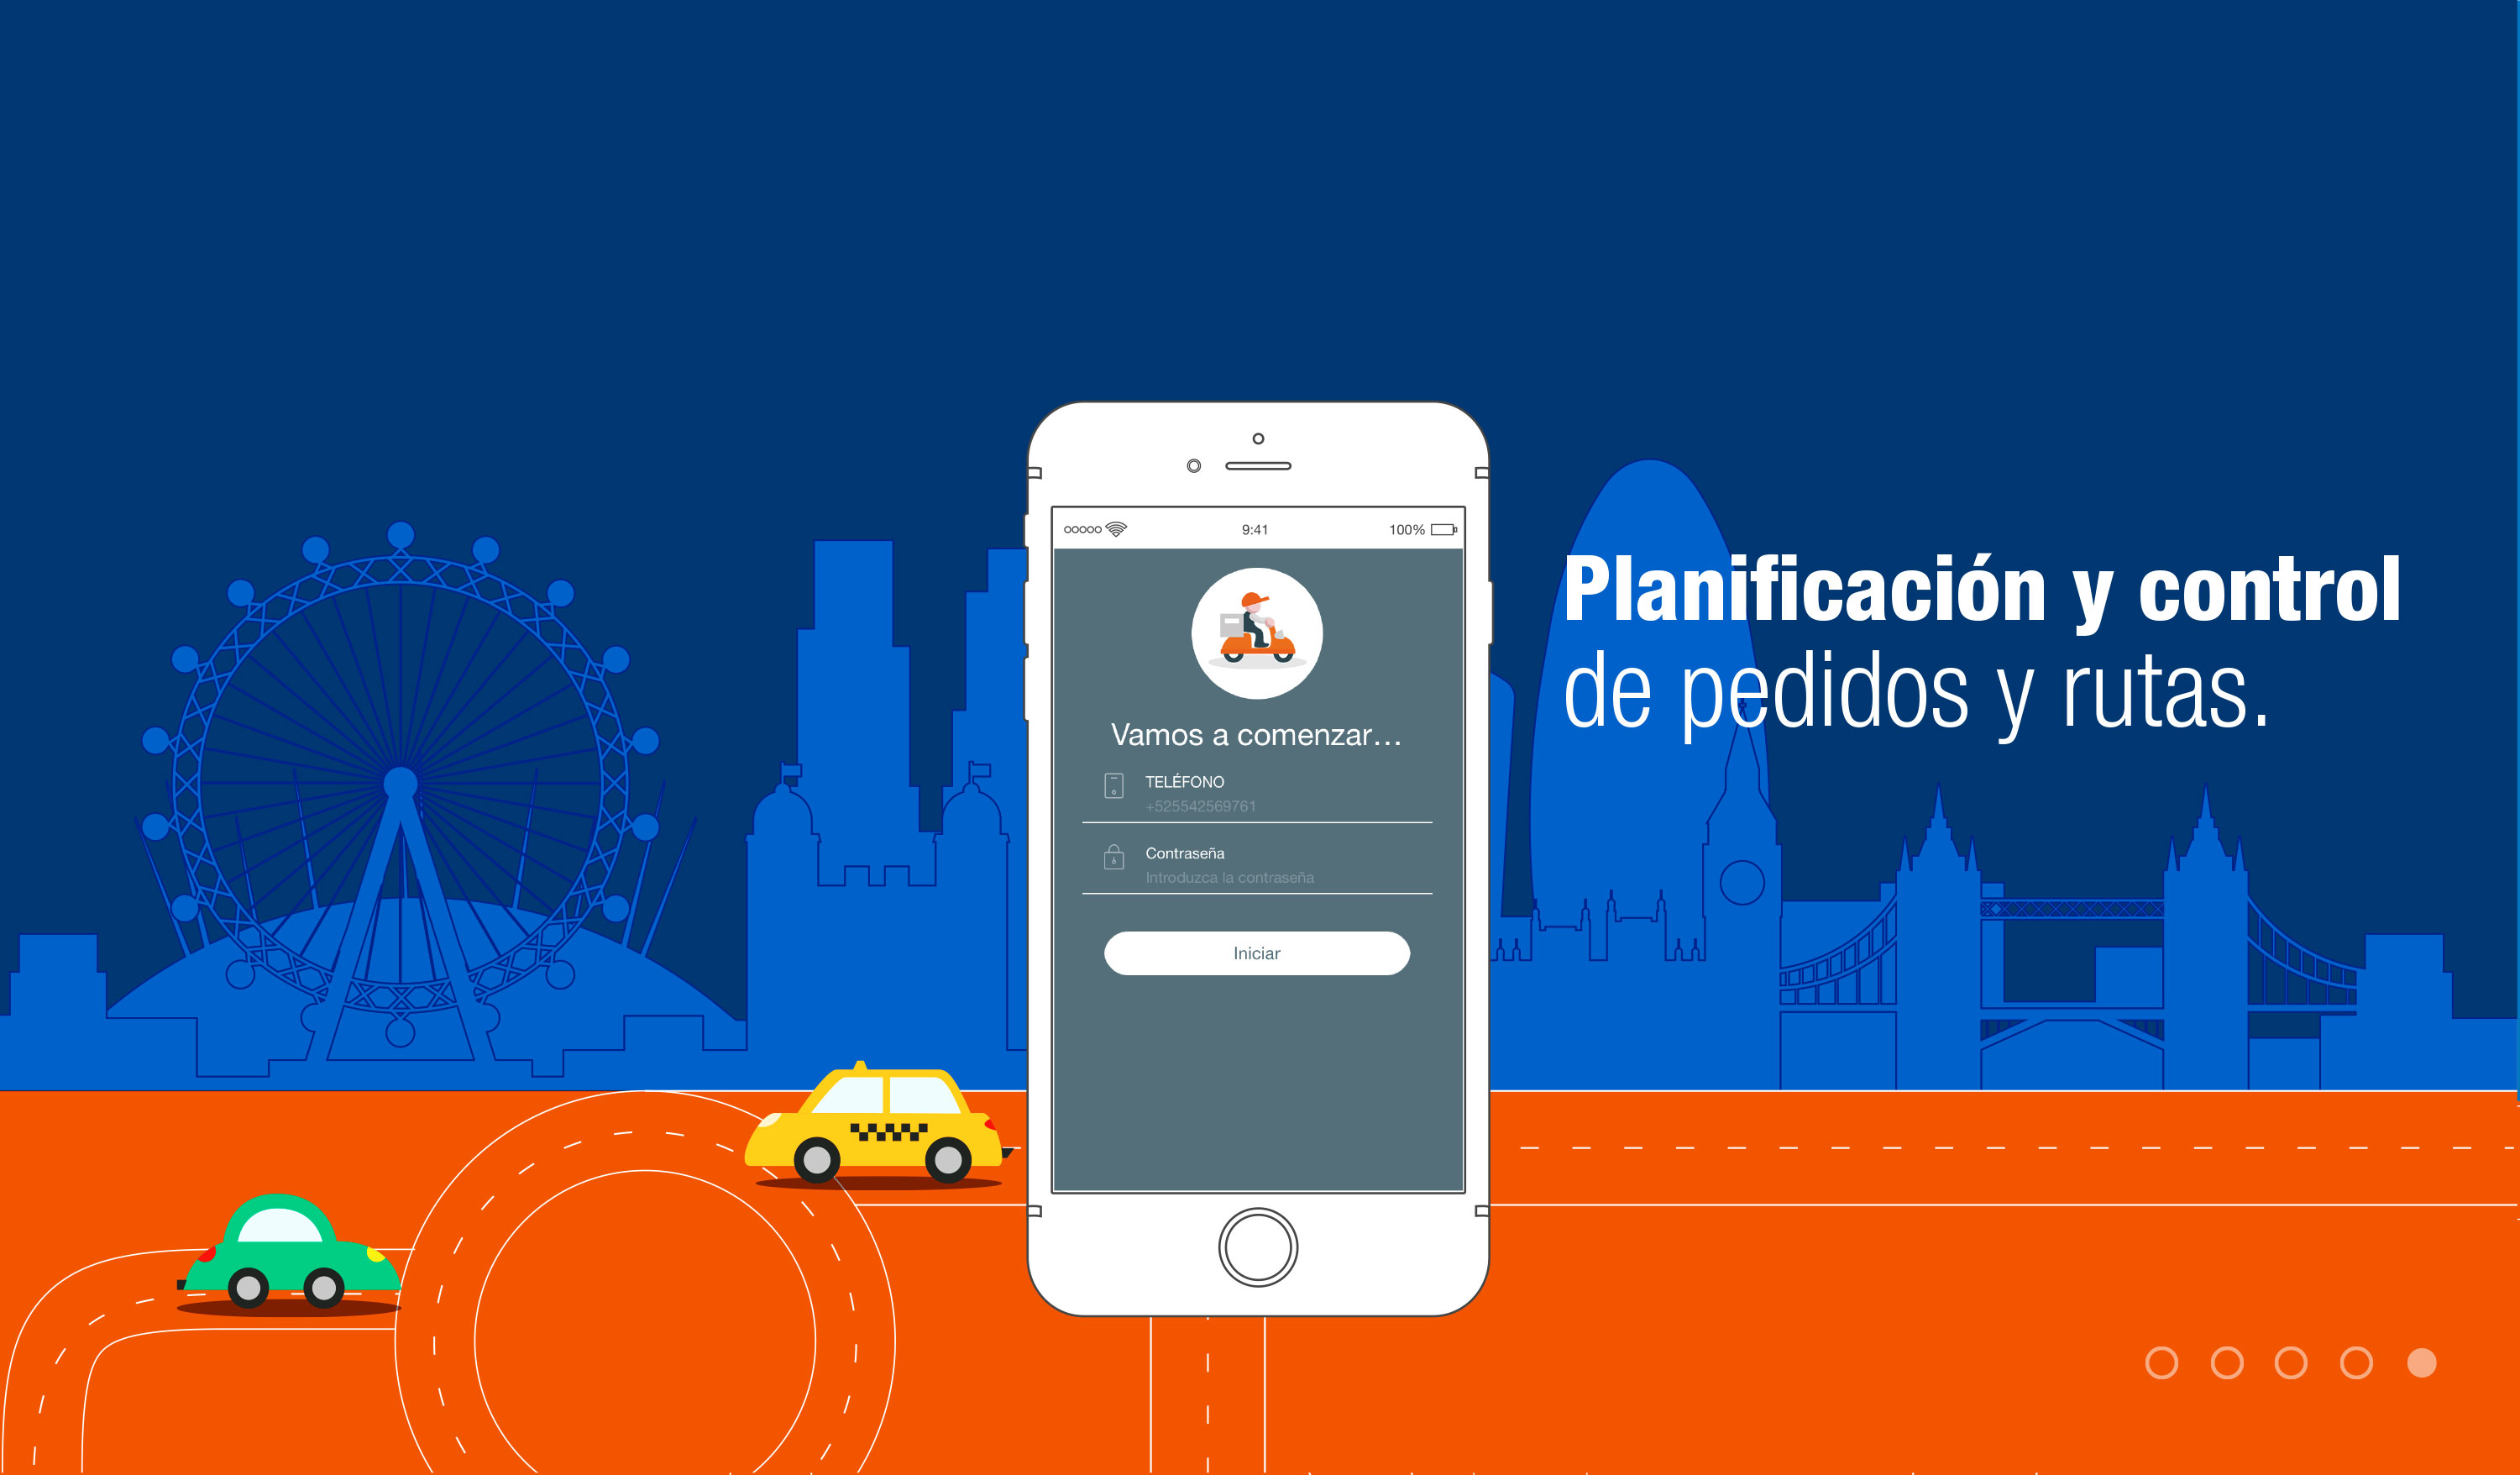 9:41
100%
Planificación y control
de pedidos y rutas.
Vamos a comenzar...
TELÉFONO
+525542569761
Contraseña
Introduzca la contraseña
Iniciar